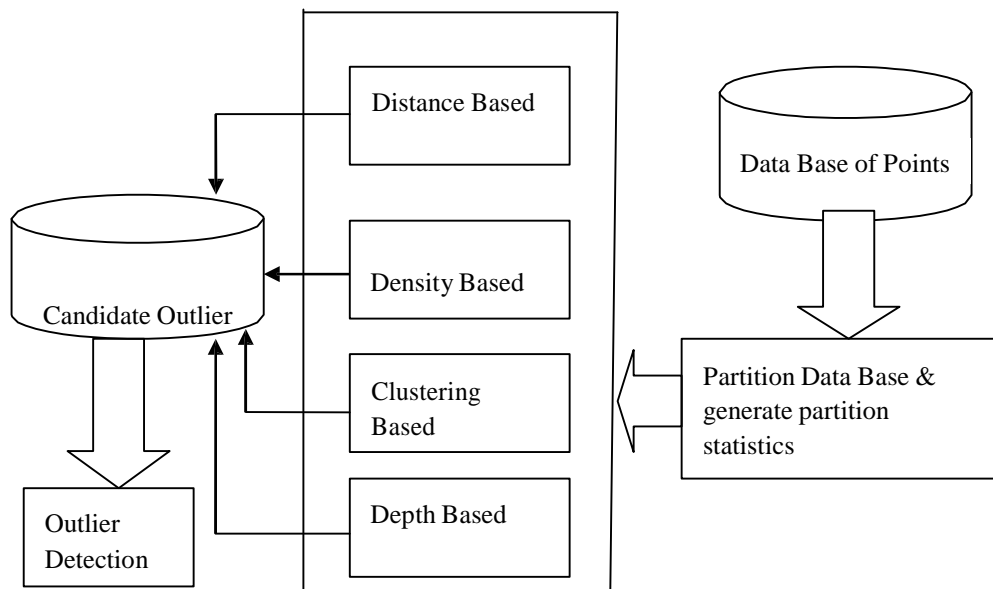 Distance Based
Data Base of Points
Density Based
Candidate Outlier
Partition Data Base &
generate partition
statistics
Clustering
Based
Depth Based
Outlier
Detection